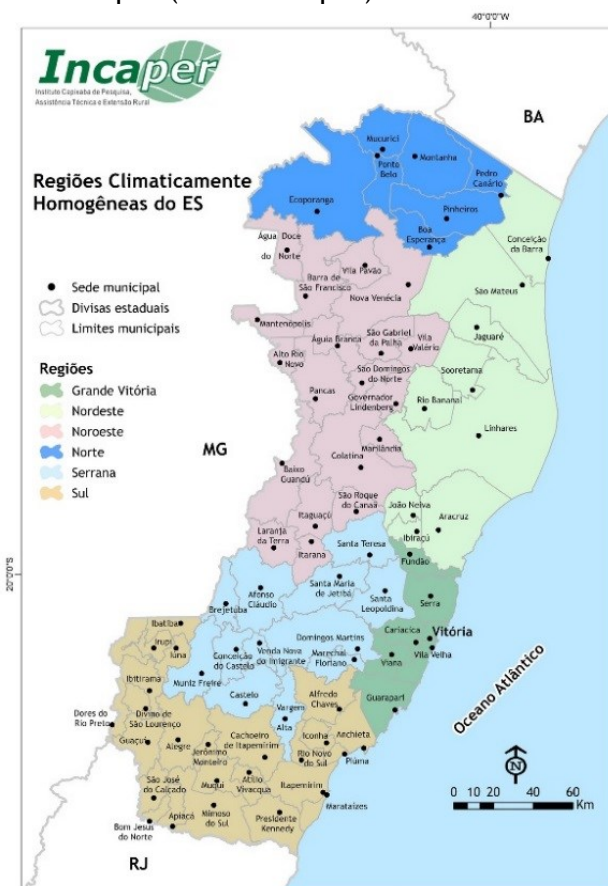 40°0'0"W
Incaper
Instituto Capixaba de Pesquisa,
Assistência Técnica e Extensão Rural
BA
Regiões Climaticamente
Homogêneas do ES
Sede municipal
Divisas estaduais
Limites municipais
Regiões
Grande Vitória
Nordeste
Noroeste
Norte
Serrana
Sul
Mucurici
Ponto
Belo
Montanha
Pedro
Canário
Ecoporanga
Pinheiros
Boa
Esperança
Conceição
da Barra
Água Doce
do Norte
Vila Pavão
Barra de
São Francisco
Nova Venécia
São Mateus
Mantenópolis
Jaguaré
Água Branca
São Gabriel
da Palha
Vila
Valério
Alto Rio
Novo
São Domingos
do Norte
Sooretama
Pancas
Governador
Lindenberg
Rio Bananal
Linhares
MG
Marilândia
Colatina
Baixo
Guandú
São Roque
do Canaã
João Neiva
Aracruz
Itaguaçú
Ibiraçú
Laranja
da Terra
Itarana
Santa Teresa
Fundão
20°0'0"S
Santa Maria
de Jetibá
Afonso
Cláudio
Santa
Leopoldina
Serra
Brejetuba
Ibatiba
Cariacica
Vitória
Irupi
Iúna
Conceição
do Castelo
Venda Nova
do Imigrante
Domingos Martins
Marechal
Floriano
Viana
Vila Velha
Ibitirama
Muniz Freire
Castelo
Alfredo
Chaves
Guarapari
Oceano Atlântico
Dores do
Rio Preto
Divino de
São Lourenço
Vargem
Alta
Guaçuí
Alegre
Jerônimo
Monteiro
Cachoeiro
de Itapemirim
Iconha
Anchieta
Rio Novo
do Sul
Piúma
São José
do Calçado
Muqui
Atílio
Vivacqua
Itapemirim
Marataízes
Bom Jesus
do Norte
Apiacá
Mimoso
do Sul
Presidente
Kennedy
RJ
N
0 10 20 40 60
Km